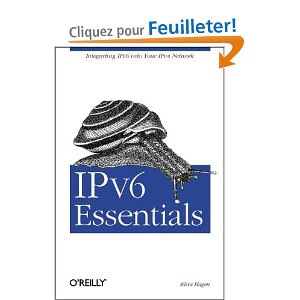 Cliquez pour Feuilleter!
Integrating IPv6 into Your IPv4 Network
IPv6
Essentials
O'REILLY
Silvia Hagen